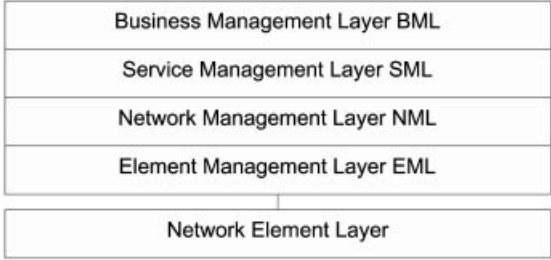 Business Management Layer BML
Service Management Layer SML
Network Management Layer NML
Element Management Layer EML
Network Element Layer